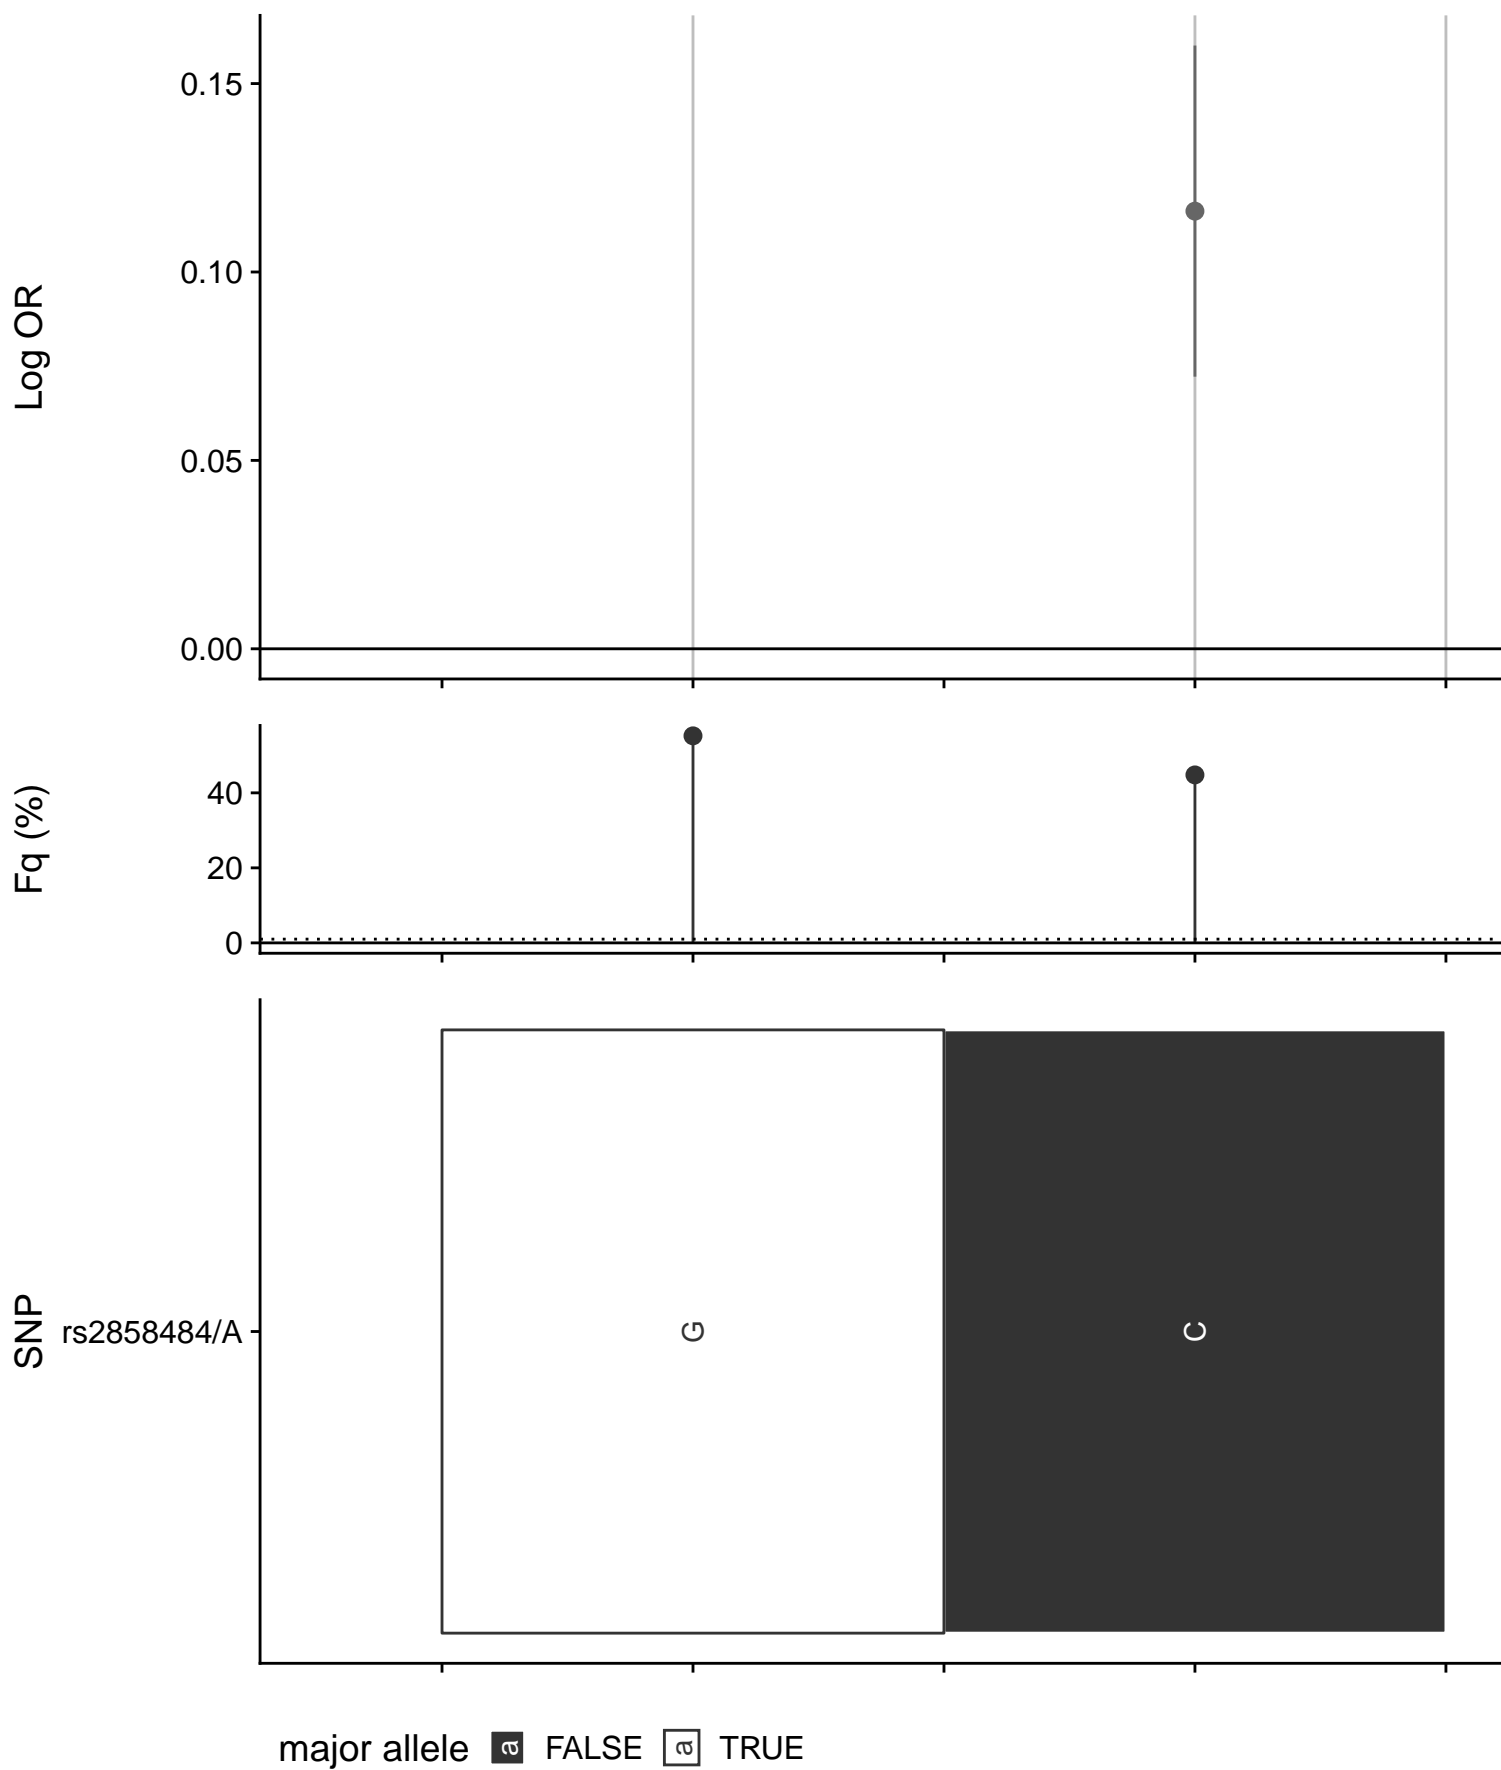 Log OR
0.15
0.10
0.05
0.00
Fq (%)
40
20
0
SNP
rs2858484/A
G
C
major allele a FALSE a TRUE